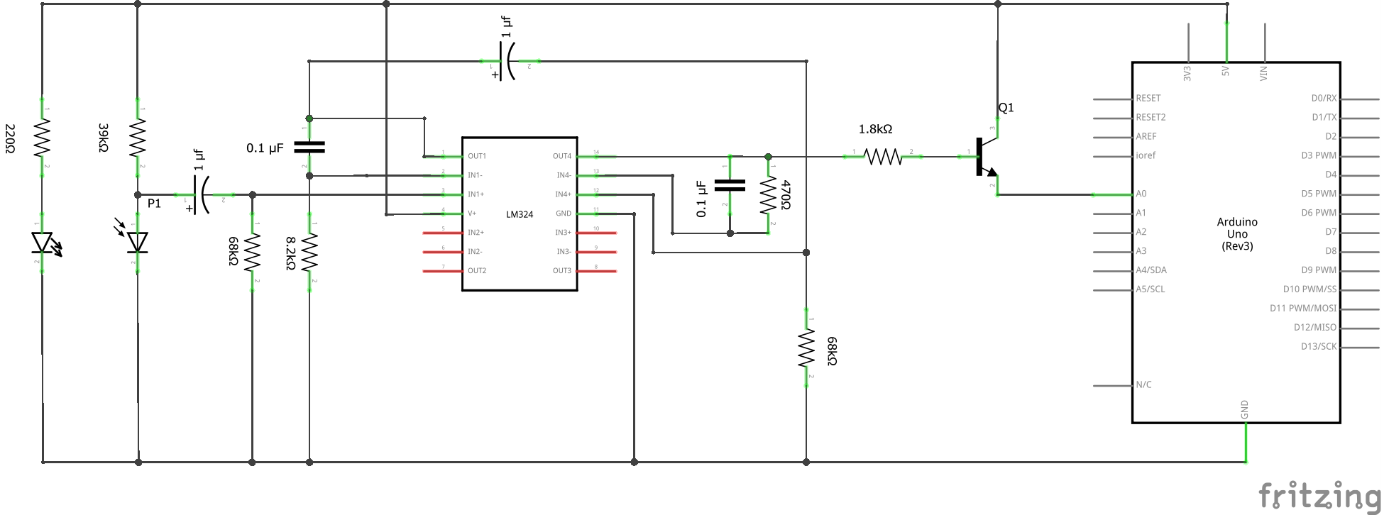 1 µf
+
1
2
3V3
5V
VIN
Q1
220Ω
39kΩ
1 µf
0.1 µF
1.8kΩ
RESET
D0/RX
RESET2
D1/TX
AREF
D2
ioref
D3 PWM
D4
OUT1
OUT4
IN1-
IN4-
IN1+
IN4+
V+
GND
IN2+
IN3+
IN2-
IN3-
OUT2
OUT3
LM324
0.1 µF
470Ω
P1
+
A0
D5 PWM
A1
D6 PWM
A2
D7
A3
D8
A4/SDA
D9 PWM
A5/SCL
D10 PWM/SS
D11 PWM/MOSI
D12/MISO
D13/SCK
Arduino
Uno
(Rev3)
68kΩ
8.2kΩ
68kΩ
N/C
GND
fritzing